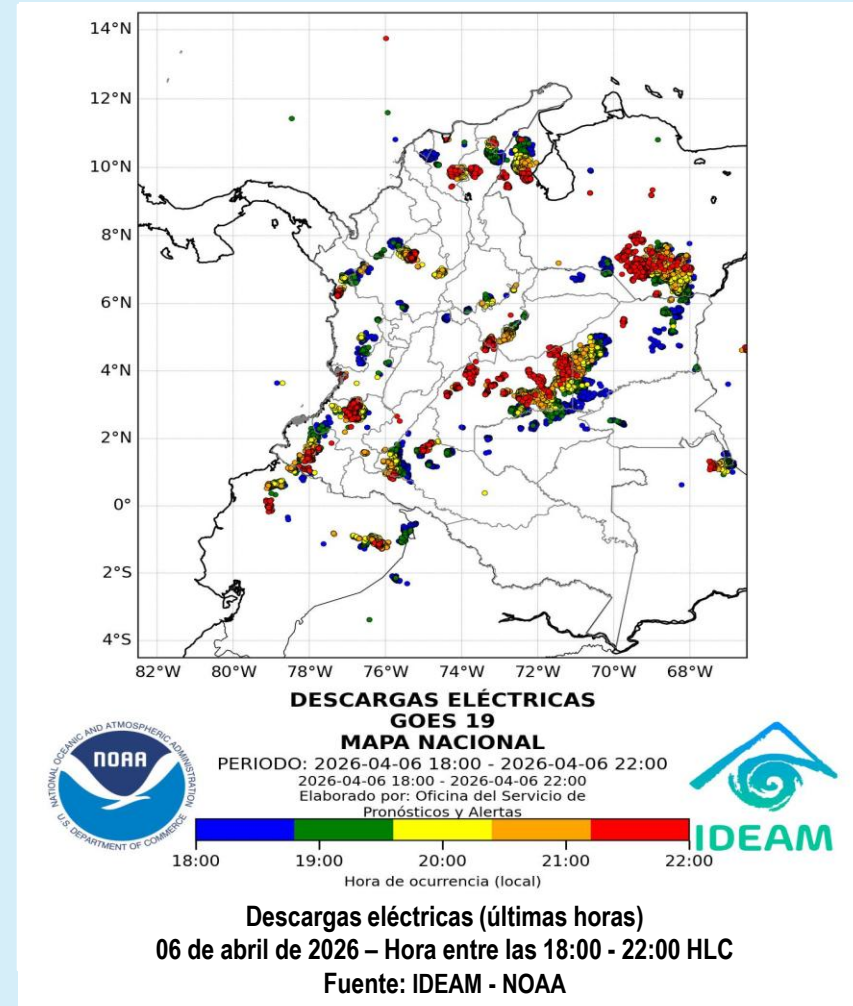 14°N
12°N
10°N
8°N
6°N
4°N
2°N
0°
2°S
4°S
82°W 80°W 78°W 76°W 74°W 72°W 70°W 68°W
DESCARGAS ELÉCTRICAS
GOES 19
MAPA NACIONAL
PERIODO: 2026-04-06 18:00 - 2026-04-06 22:00
2026-04-06 18:00 - 2026-04-06 22:00
Elaborado por: Oficina del Servicio de
Pronósticos y Alertas
NATIONAL OCEANIC AND ATMOSPHERIC ADMINISTRATION
NOAA
U.S. DEPARTMENT OF COMMERCE
IDEAM
18:00 19:00 20:00 21:00 22:00
Hora de ocurrencia (local)
Descargas eléctricas (últimas horas)
06 de abril de 2026 – Hora entre las 18:00 - 22:00 HLC
Fuente: IDEAM - NOAA